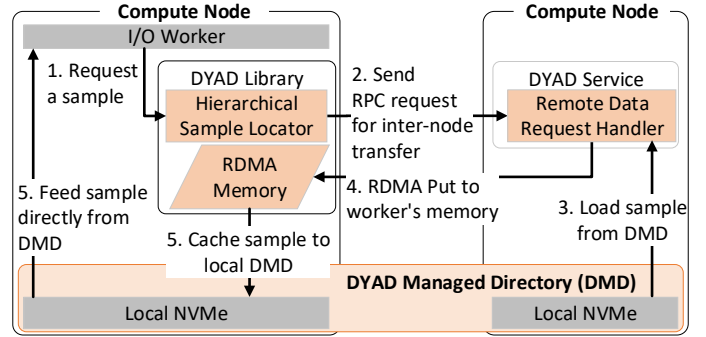 Compute Node
I/O Worker
1. Request
a sample
DYAD Library
Hierarchical
Sample Locator
RDMA
Memory
2. Send
RPC request
for inter-node
transfer
Compute Node
DYAD Service
Remote Data
Request Handler
4. RDMA Put to
worker's memory
3. Load sample
from DMD
5. Feed sample
directly from
DMD
5. Cache sample to
local DMD
DYAD Managed Directory (DMD)
Local NVMe
Local NVMe